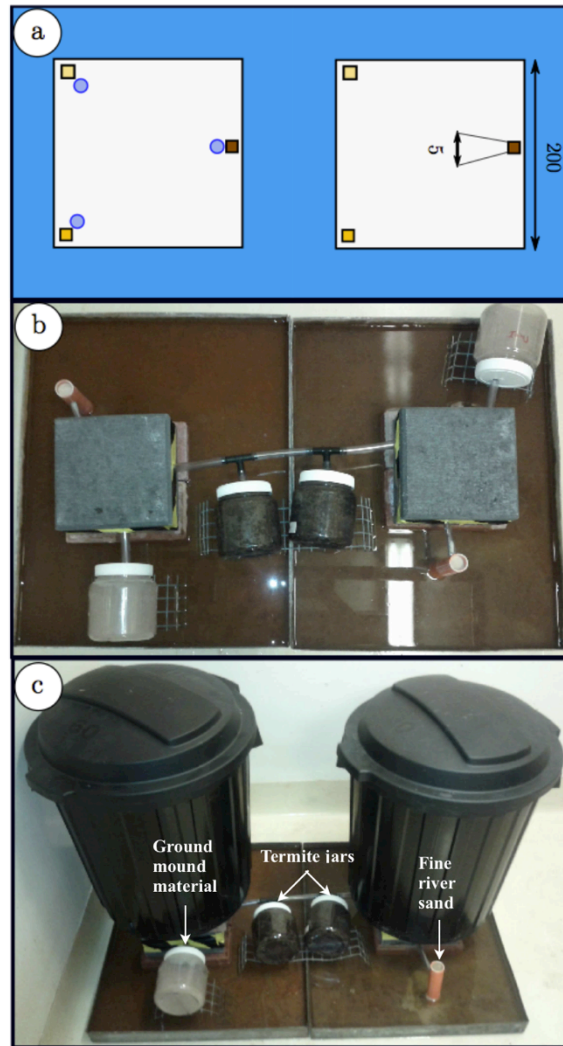 a
5
200
b
c
Ground
mound
material
Termite jars
Fine
river
sand